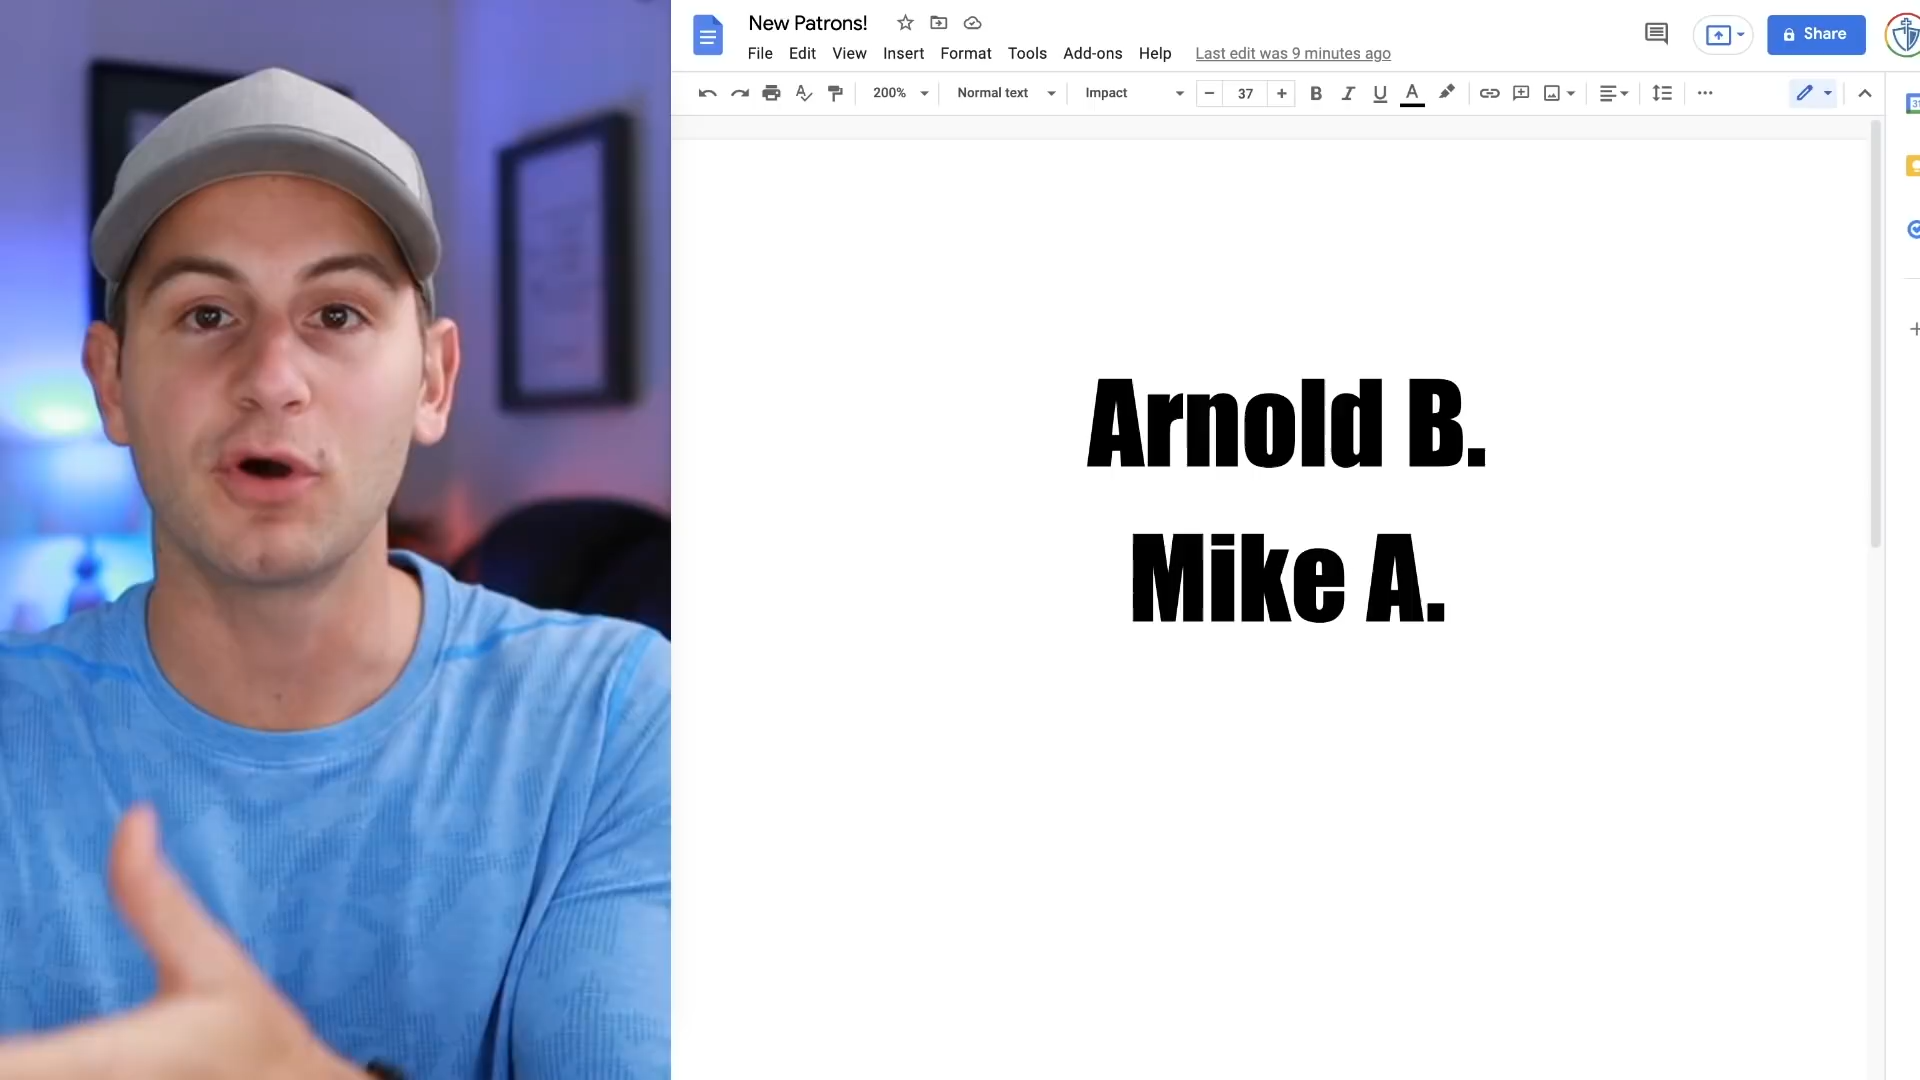 New Patrons!
File Edit View Insert Format Tools Add-ons Help Last edit was 9 minutes ago
Share
200% Normal text Impact 37 B I U A
Arnold B.
Mike A.